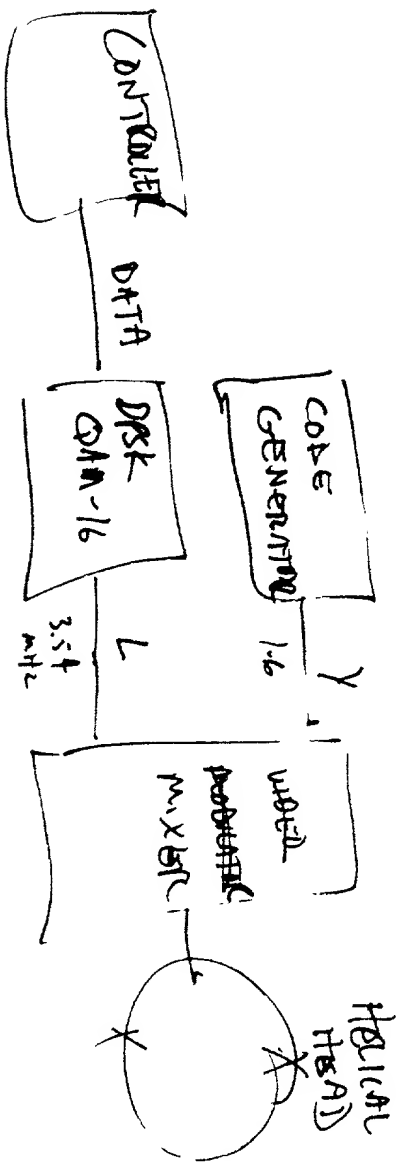 CONTROLLER
DATA
DPSK
QAM-16
L
3.54
MHz
CODE
GENERATOR
Y
1.6
VIDEO
MIXER
HELICAL
HEAD